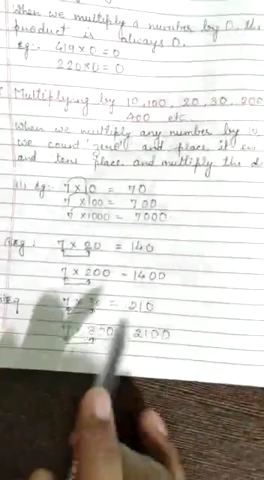 When we multiply a number by 0, the
product is always 0.
eg:- 419 x 0 = 0
220 x 0 = 0
Multiplying by 10, 100, 20, 30, 200
400 etc.
When we multiply any number by
we count zero and place it
and tens place and multiply the
eg:- 7 x 10 = 70
7 x 100 = 700
7 x 1000 = 7000
eg: 7 x 20 = 140
7 x 200 = 1400
eg 7 x 30 = 210
7 300 2100